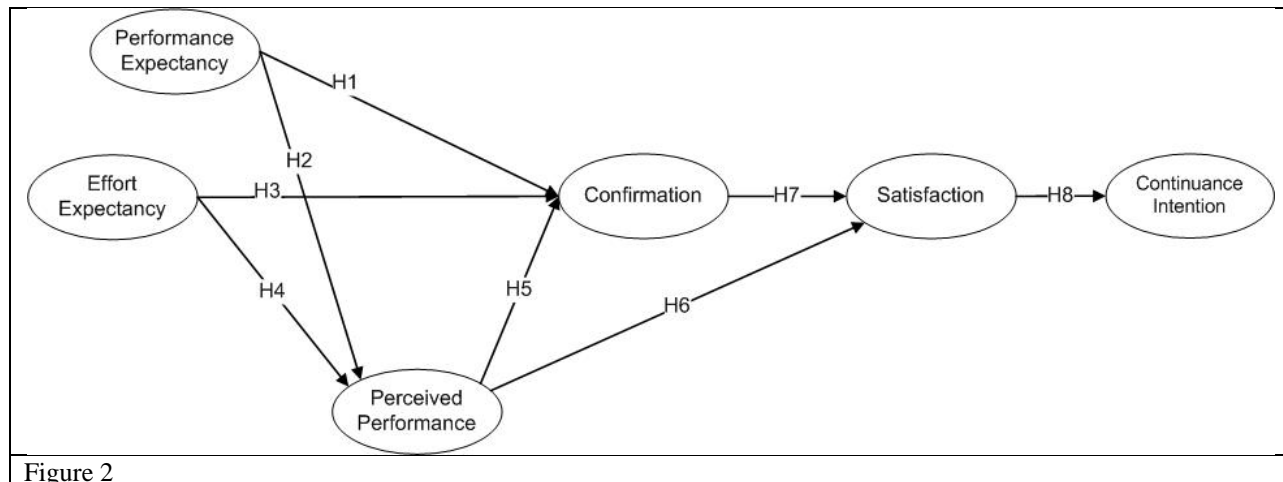 Performance
Expectancy
H1
H2
Effort
Expectancy
H3
Confirmation
H7
Satisfaction
H8
Continuance
Intention
H4
H5
H6
Perceived
Performance
Figure 2